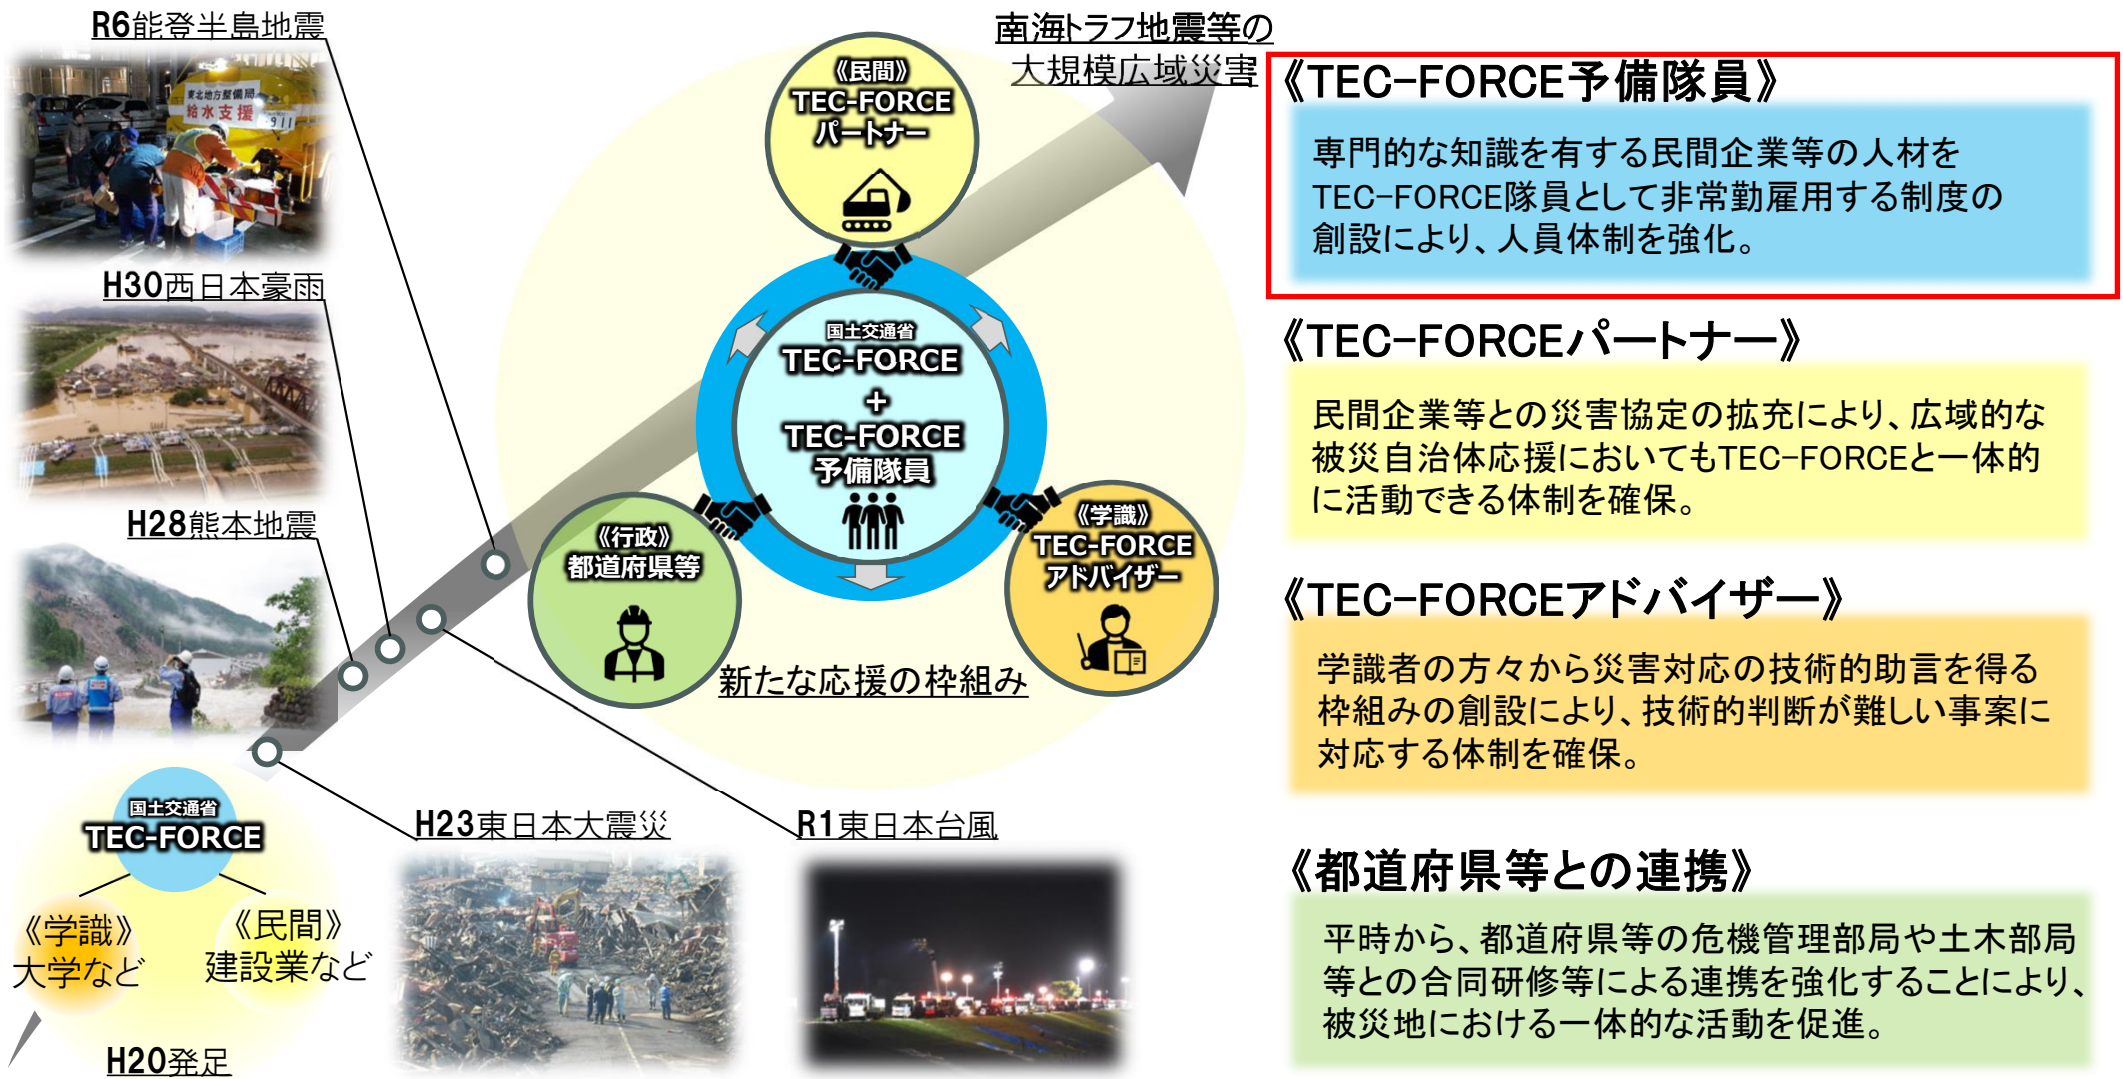 R6能登半島地震
東北地方整備局
給水支援
911
H30西日本豪雨
H28熊本地震
国土交通省
TEC-FORCE
《学識》
大学など
《民間》
建設業など
H20発足
H23東日本大震災
R1東日本台風
南海トラフ地震等の
大規模広域災害
《民間》
TEC-FORCE
パートナー
国土交通省
TEC-FORCE
+
TEC-FORCE
予備隊員
《行政》
都道府県等
《学識》
TEC-FORCE
アドバイザー
新たな応援の枠組み
《TEC-FORCE予備隊員》
専門的な知識を有する民間企業等の人材を
TEC-FORCE隊員として非常勤雇用する制度の
創設により、人員体制を強化。
《TEC-FORCEパートナー》
民間企業等との災害協定の拡充により、広域的な
被災自治体応援においてもTEC-FORCEと一体的
に活動できる体制を確保。
《TEC-FORCEアドバイザー》
学識者の方々から災害対応の技術的助言を得る
枠組みの創設により、技術的判断が難しい事案に
対応する体制を確保。
《都道府県等との連携》
平時から、都道府県等の危機管理部局や土木部局
等との合同研修等による連携を強化することにより、
被災地における一体的な活動を促進。